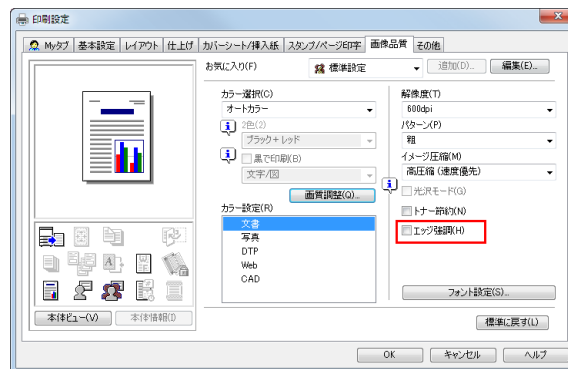 印刷設定
Myタブ 基本設定 レイアウト 仕上げ カバーシート/挿入紙 スタンプ/ページ印字 画像品質 その他
お気に入り(F) 標準設定 追加(D)... 編集(E)...
カラー選択(C)
オートカラー
2色(2)
ブラック+レッド
黒で印刷(B)
文字/図
画質調整(Q)...
カラー設定(R)
文書
写真
DTP
Web
CAD
解像度(T)
600dpi
パターン(P)
粗
イメージ圧縮(M)
高圧縮 (速度優先)
光沢モード(G)
トナー節約(N)
エッジ強調(H)
フォント設定(S)...
本体ビュー(V) 本体情報(I)
標準に戻す(L)
OK キャンセル ヘルプ